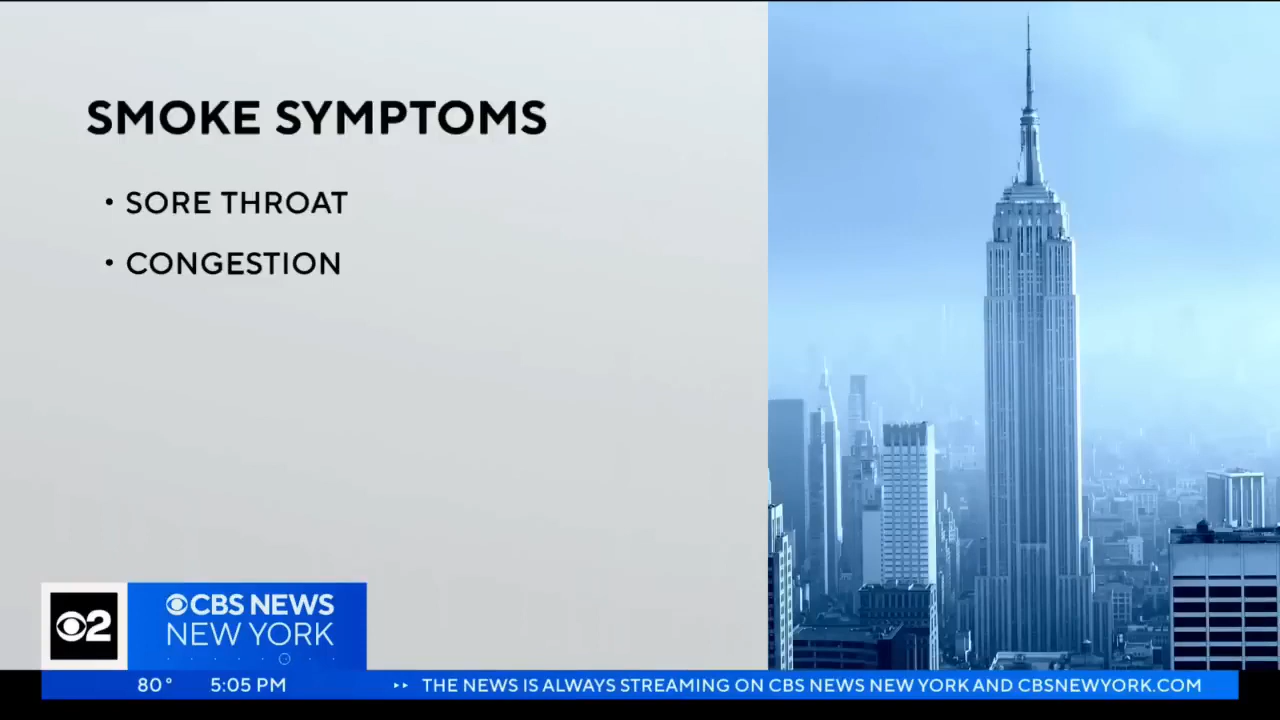 SMOKE SYMPTOMS
• SORE THROAT
• CONGESTION
2
CBS NEWS
NEW YORK
80° 5:05 PM THE NEWS IS ALWAYS STREAMING ON CBS NEWS NEW YORK AND CBSNEWYORK.COM